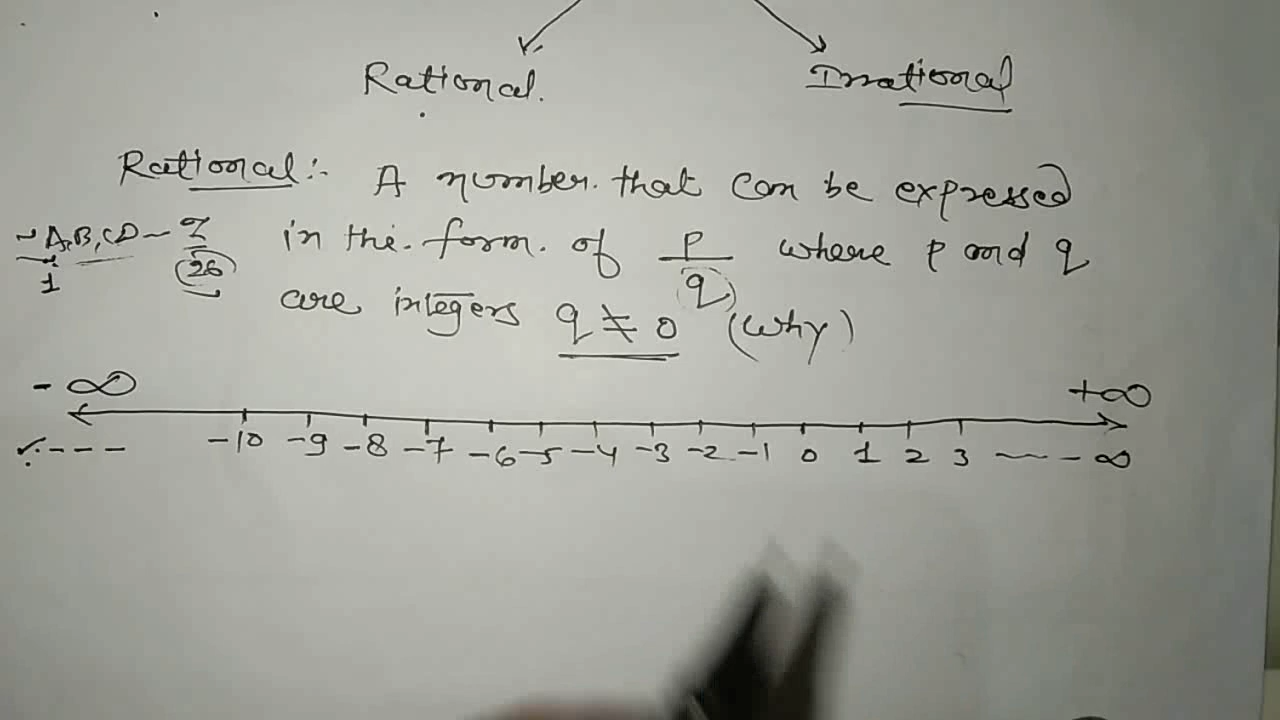 Rational. Irrational
Rational :- A number that can be expressed
A,B,CD — Z in the form of P/q where p and q
1 26 are integers q ≠ 0 (why)
- ∞ +∞
-10 -9 -8 -7 -6 -5 -4 -3 -2 -1 0 1 2 3 ---- ∞